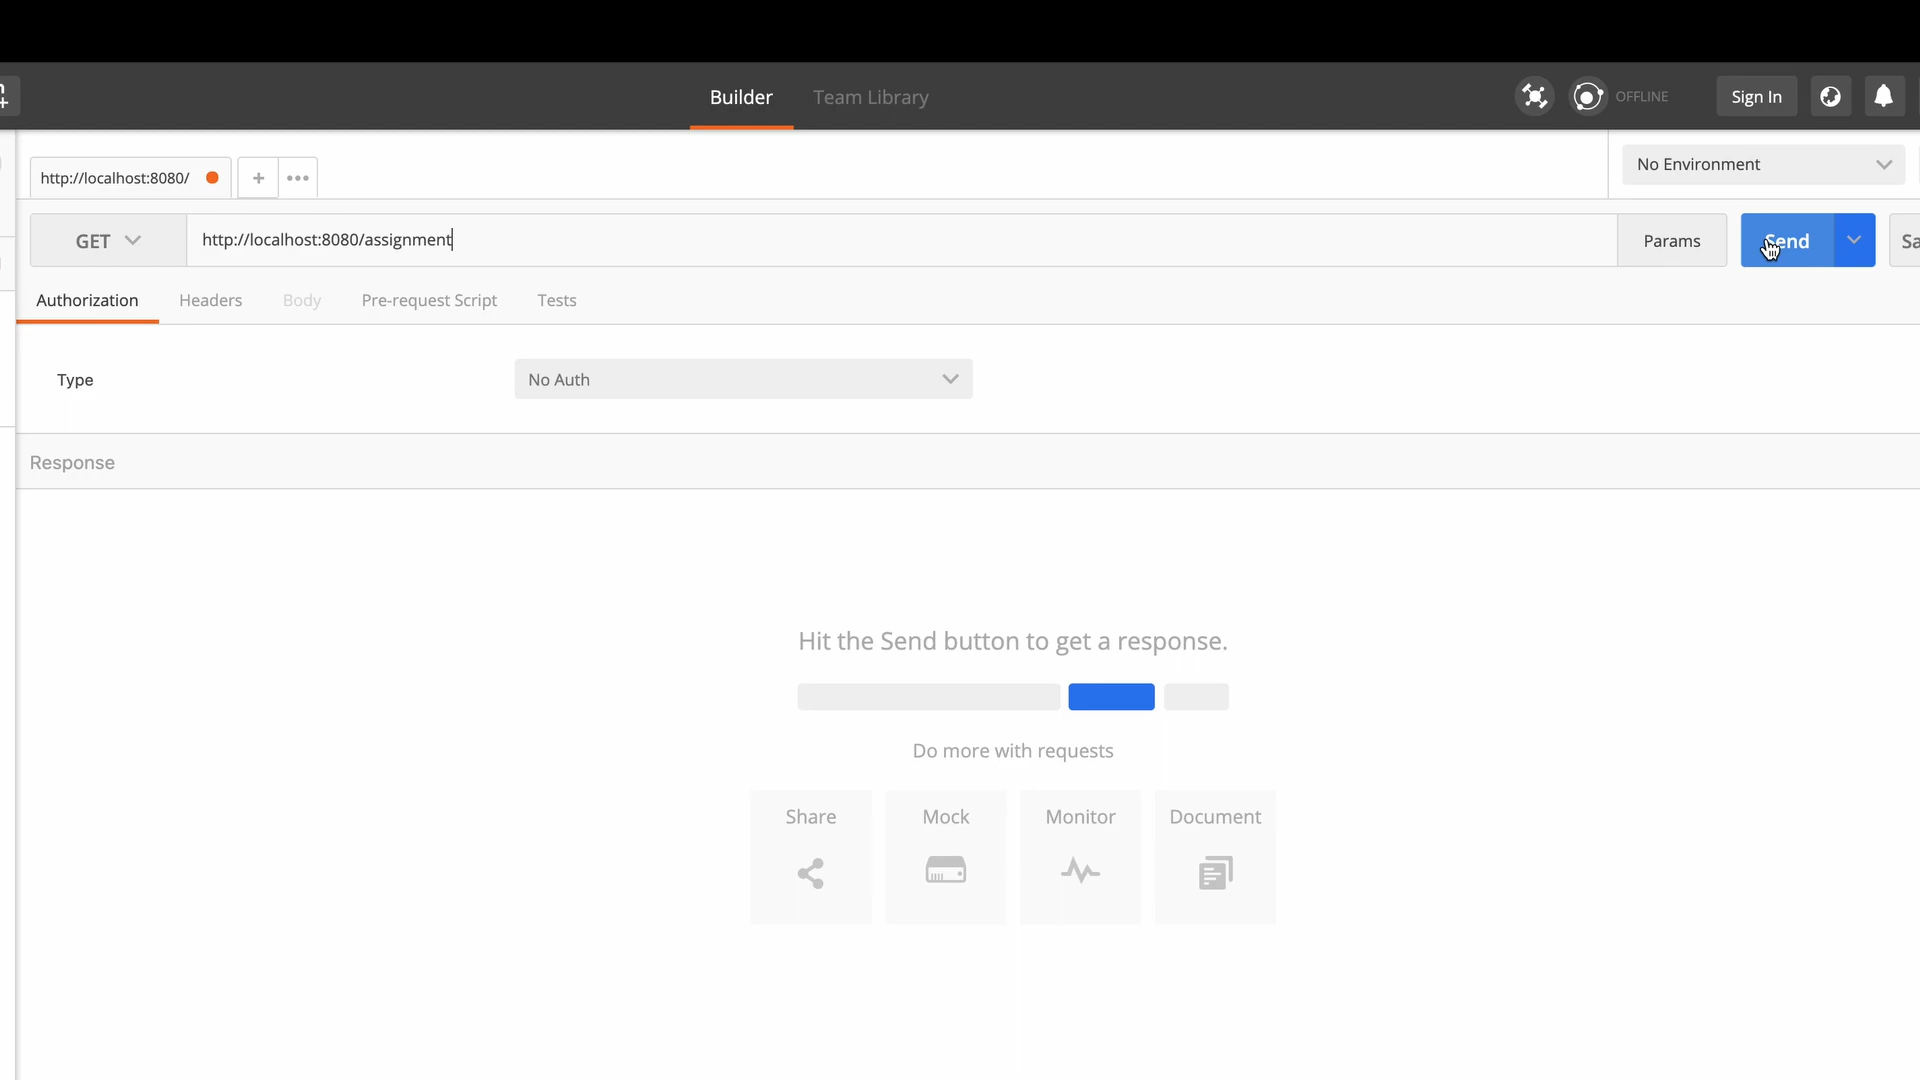 Builder Team Library OFFLINE Sign In
http://localhost:8080/ No Environment
GET http://localhost:8080/assignment Params Send
Authorization Headers Body Pre-request Script Tests
Type No Auth
Response
Hit the Send button to get a response.
Do more with requests
Share Mock Monitor Document